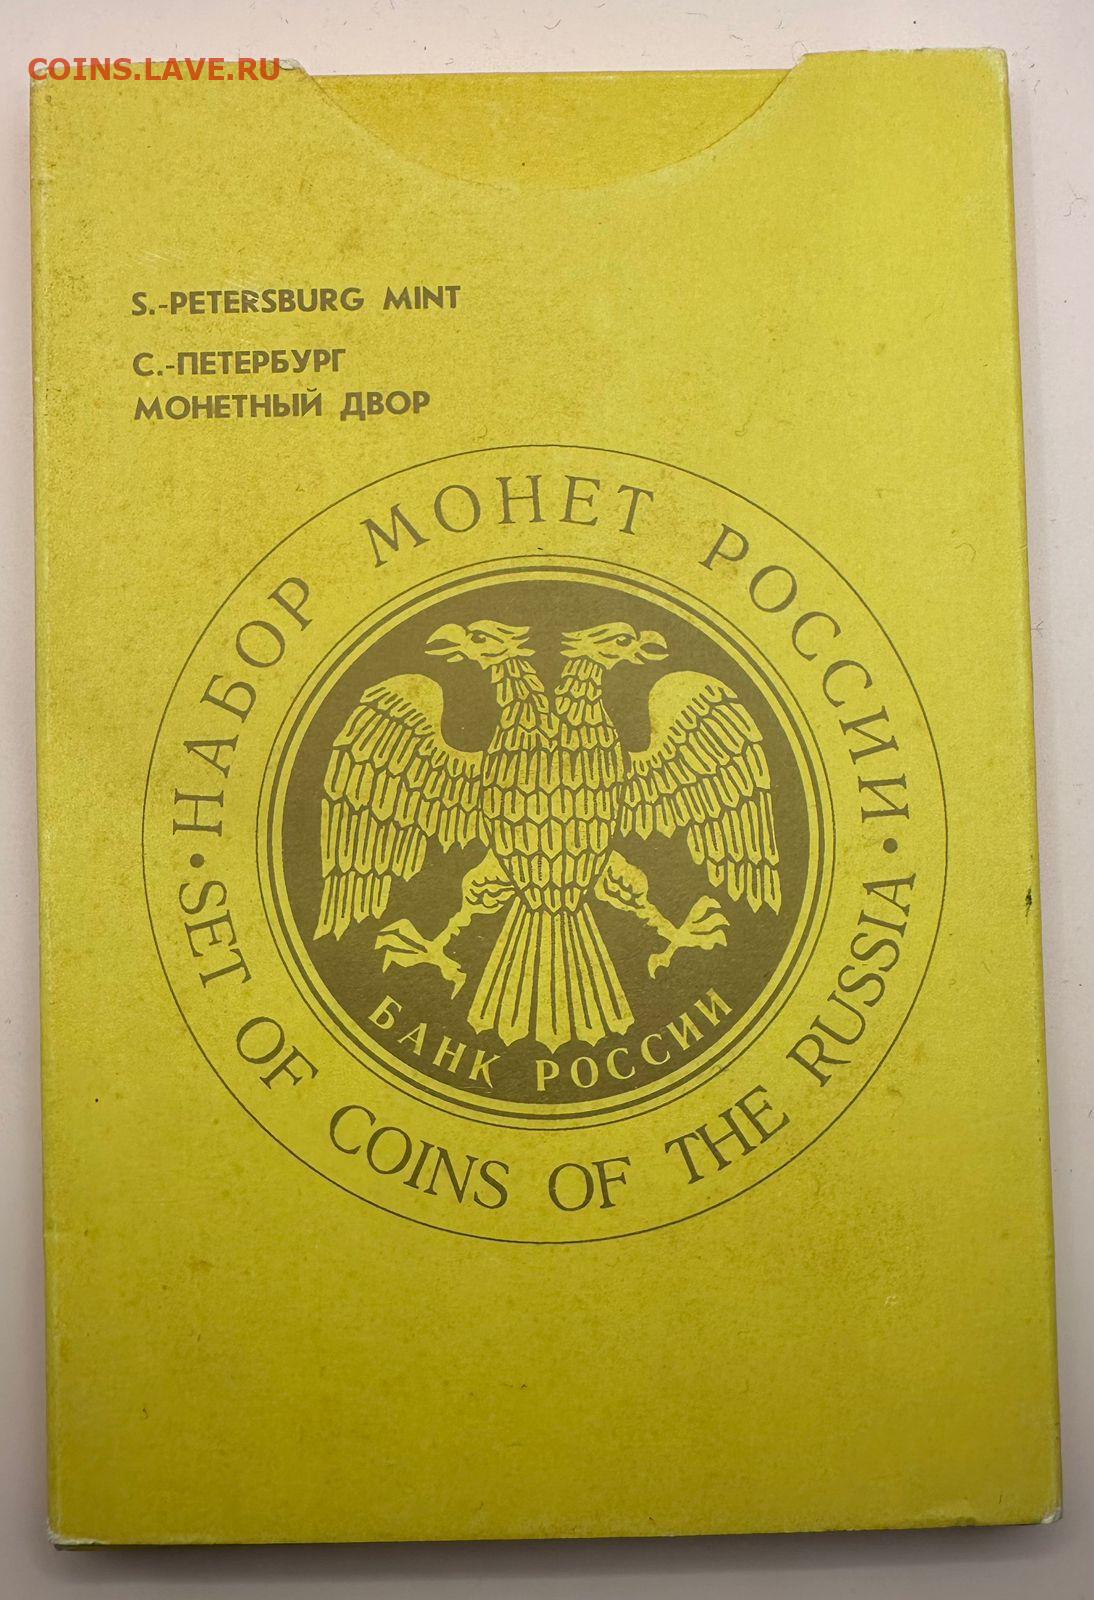 COINS.LAVE.RU
S.-PETERSBURG MINT
С.-ПЕТЕРБУРГ
МОНЕТНЫЙ ДВОР
НАБОР МОНЕТ РОССИИ
БАНК РОССИИ
SET OF COINS OF THE RUSSIA